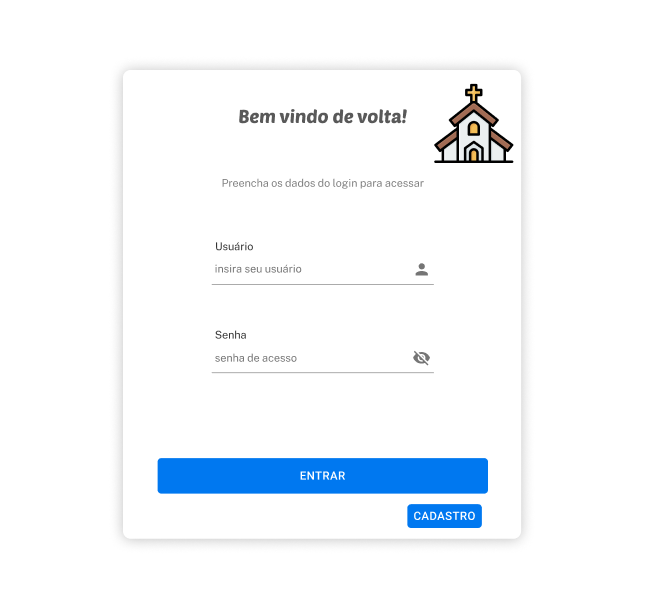 Bem vindo de volta!
Preencha os dados do login para acessar
Usuário
insira seu usuário
Senha
senha de acesso
ENTRAR
CADASTRO